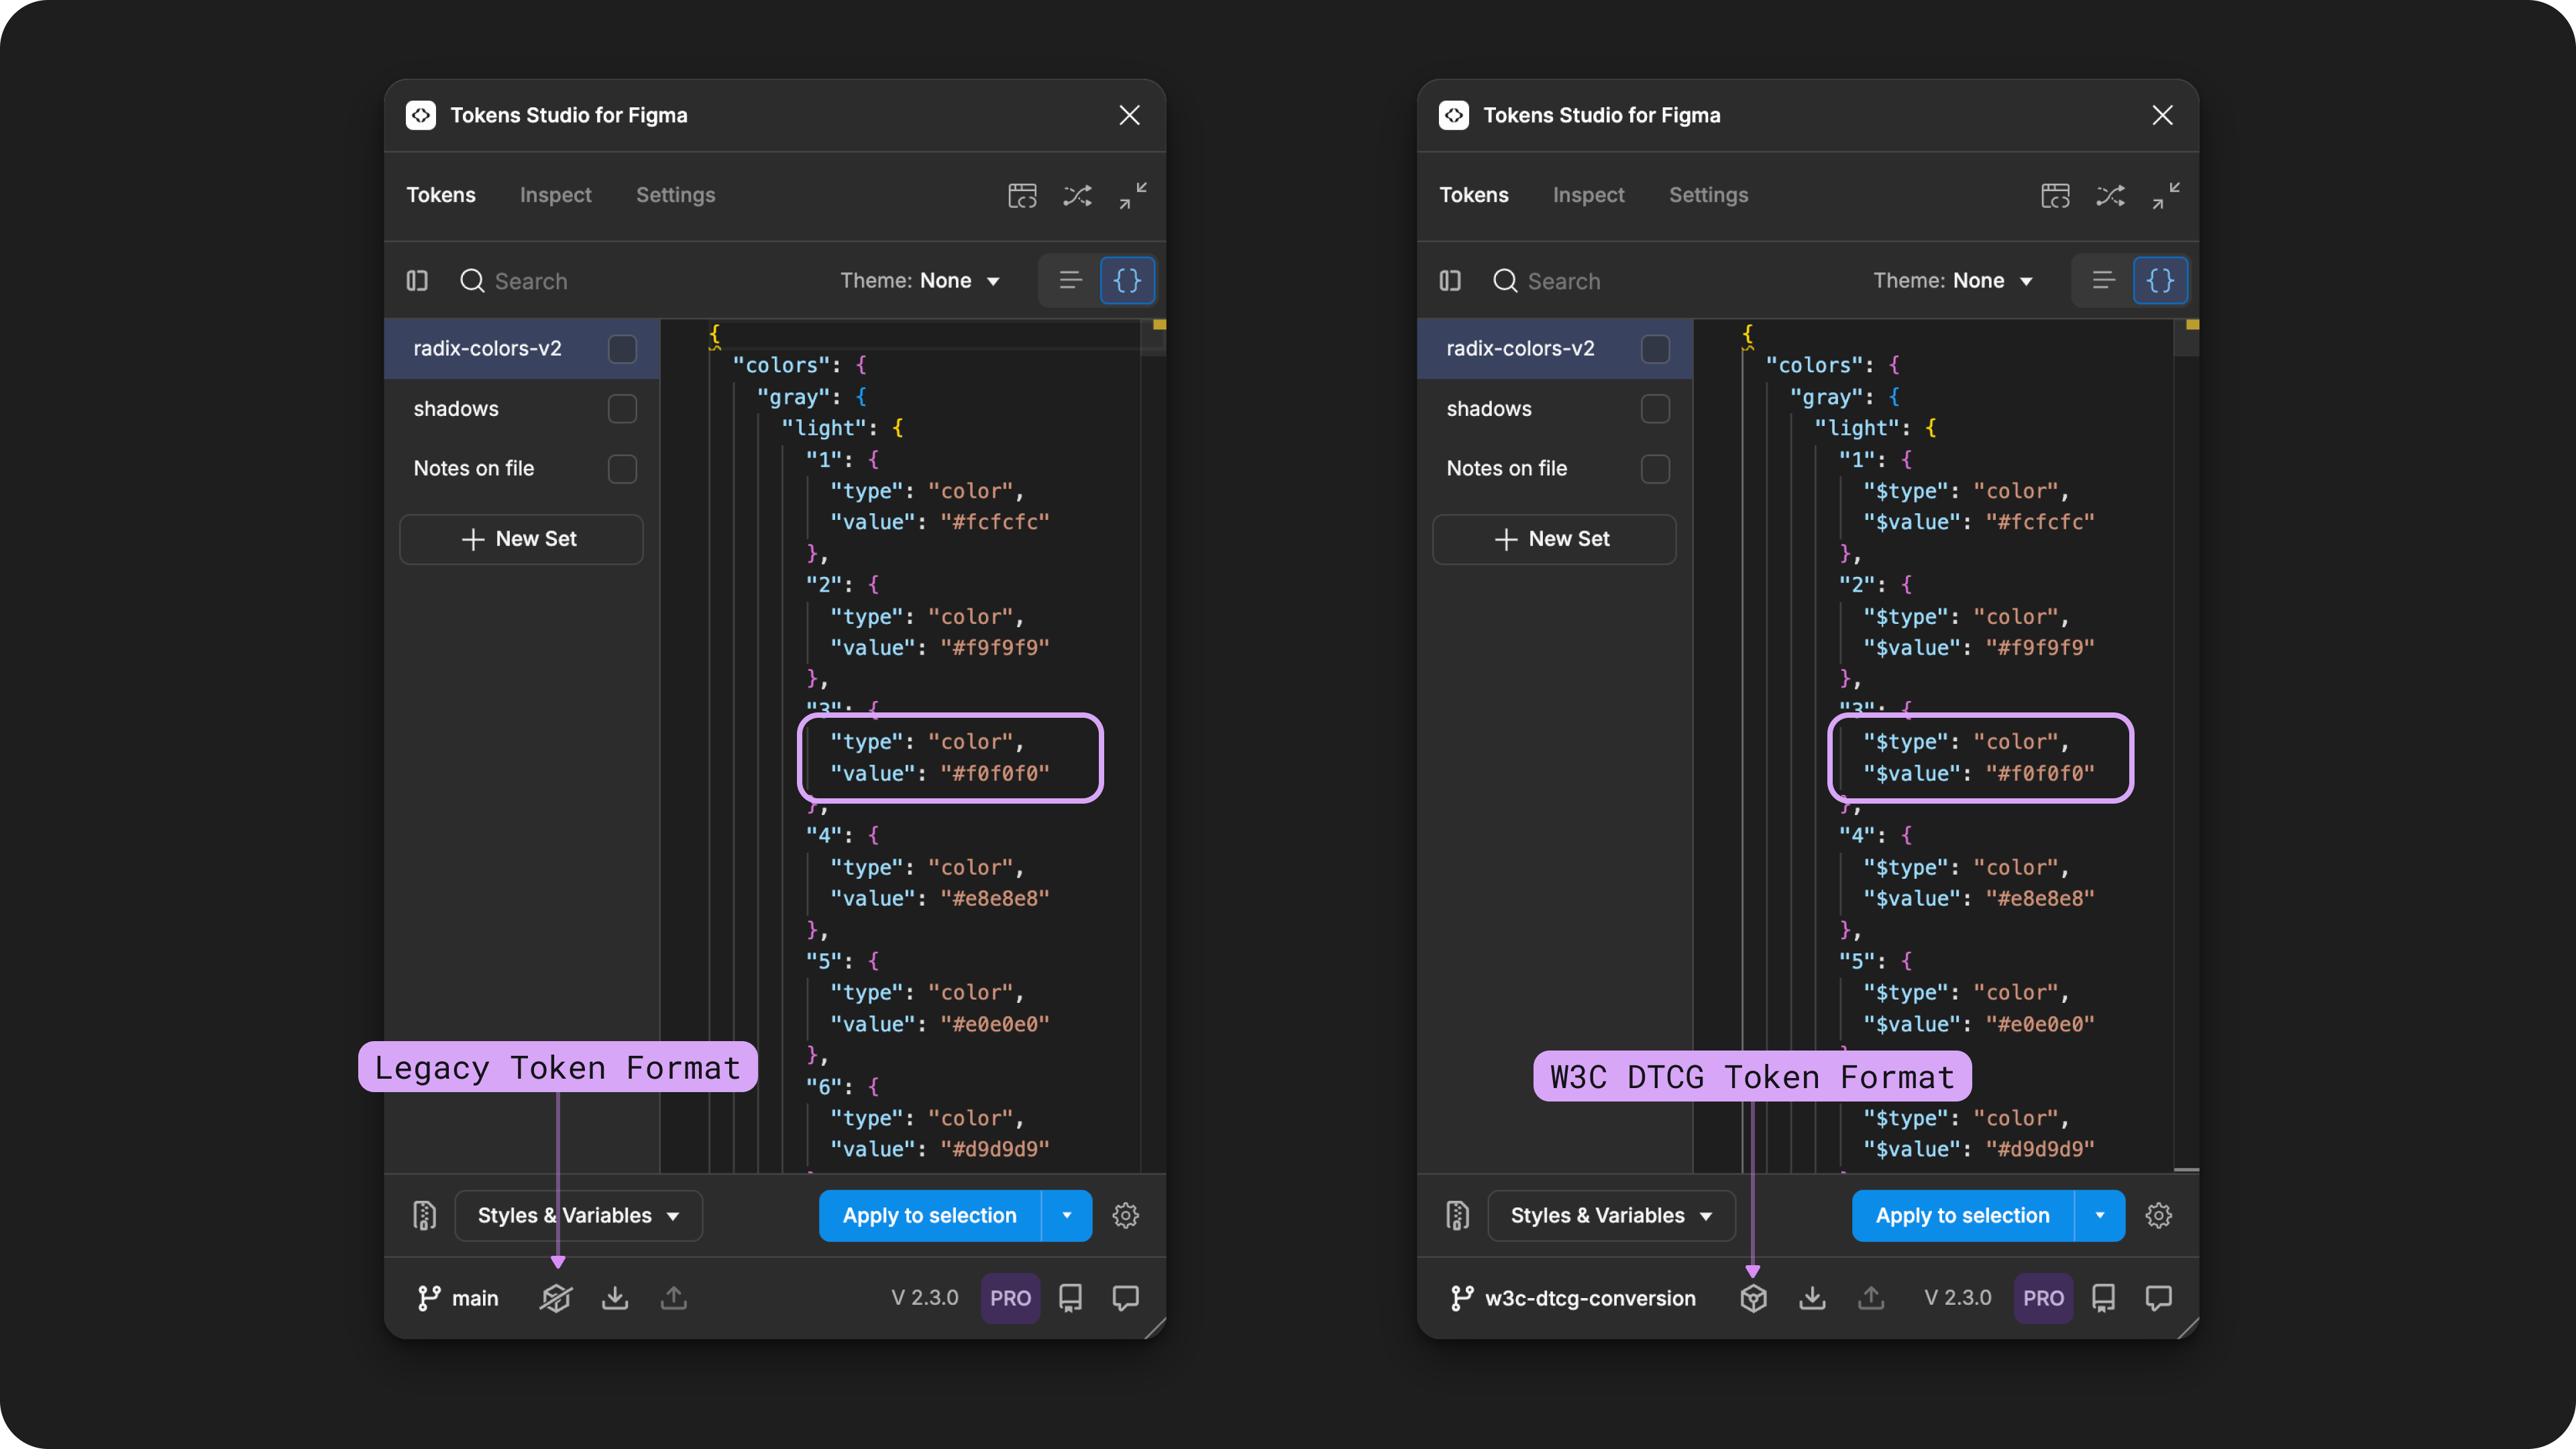 Tokens Studio for Figma
Tokens Inspect Settings
Search Theme: None {}
radix-colors-v2
shadows
Notes on file
New Set
{
"colors": {
"gray": {
"light": {
"1": {
"type": "color",
"value": "#fcfcfc"
},
"2": {
"type": "color",
"value": "#f9f9f9"
},
"3": {
"type": "color",
"value": "#f0f0f0"
},
"4": {
"type": "color",
"value": "#e8e8e8"
},
"5": {
"type": "color",
"value": "#e0e0e0"
},
"6": {
"type": "color",
"value": "#d9d9d9"
Legacy Token Format
Styles & Variables Apply to selection
main V 2.3.0 PRO
Tokens Studio for Figma
Tokens Inspect Settings
Search Theme: None {}
radix-colors-v2
shadows
Notes on file
New Set
{
"colors": {
"gray": {
"light": {
"1": {
"$type": "color",
"$value": "#fcfcfc"
},
"2": {
"$type": "color",
"$value": "#f9f9f9"
},
"3": {
"$type": "color",
"$value": "#f0f0f0"
},
"4": {
"$type": "color",
"$value": "#e8e8e8"
},
"5": {
"$type": "color",
"$value": "#e0e0e0"
W3C DTCG Token Format
"$type": "color",
"$value": "#d9d9d9"
Styles & Variables Apply to selection
w3c-dtcg-conversion V 2.3.0 PRO